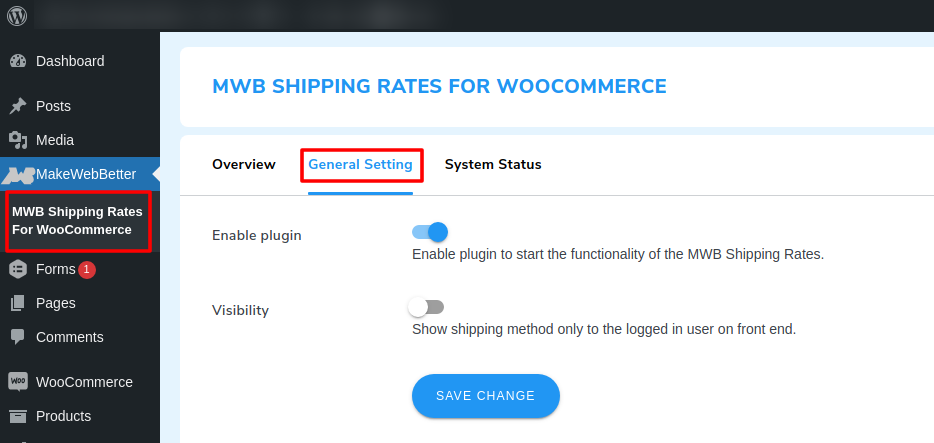 Dashboard
Posts
Media
MakeWebBetter
MWB Shipping Rates
For WooCommerce
Forms 1
Pages
Comments
WOO WooCommerce
Products
MWB SHIPPING RATES FOR WOOCOMMERCE
Overview General Setting System Status
Enable plugin
Enable plugin to start the functionality of the MWB Shipping Rates.
Visibility
Show shipping method only to the logged in user on front end.
SAVE CHANGE